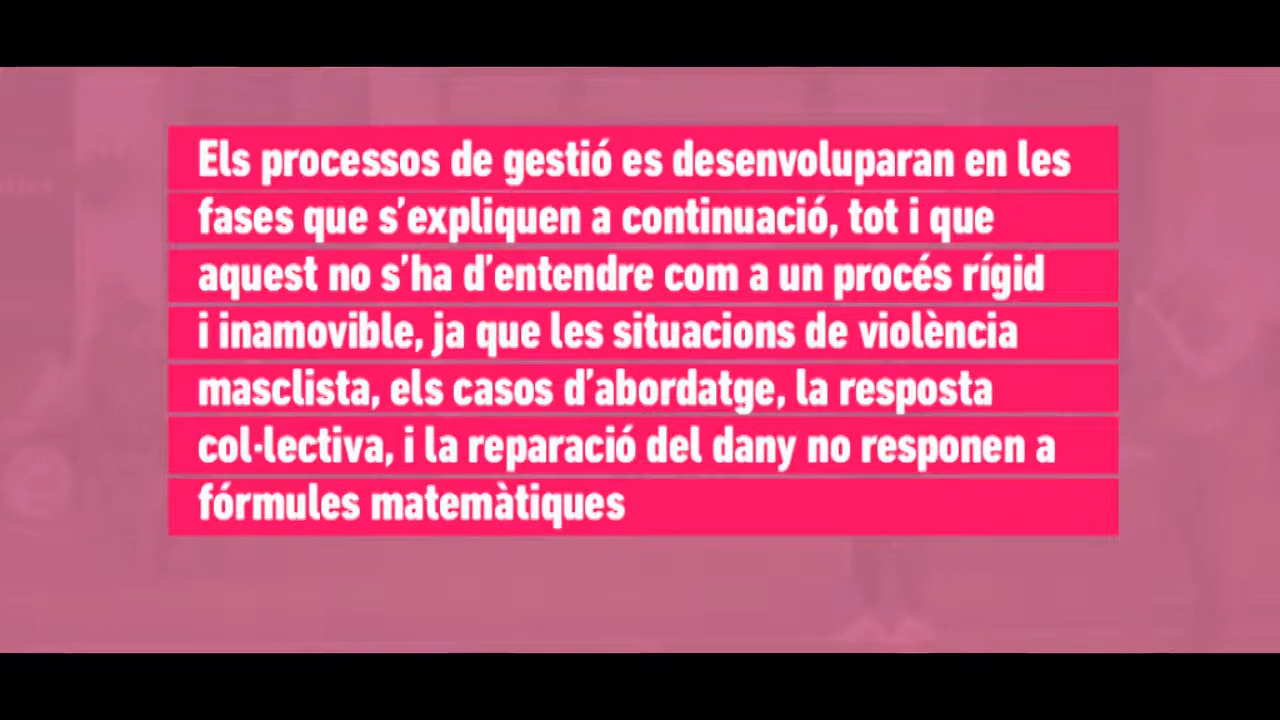 Els processos de gestió es desenvoluparan en les
fases que s'expliquen a continuació, tot i que
aquest no s'ha d'entendre com a un procés rígid
i inamovible, ja que les situacions de violència
masclista, els casos d'abordatge, la resposta
col·lectiva, i la reparació del dany no responen a
fórmules matemàtiques